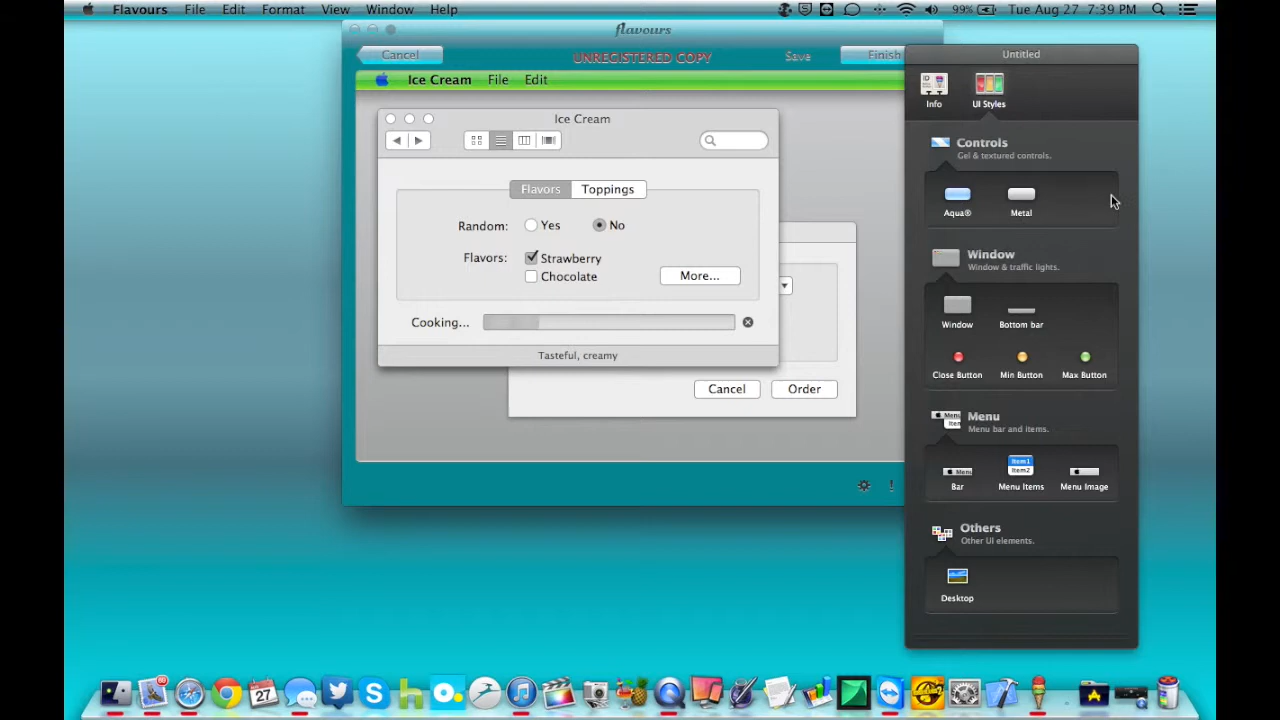 Flavours File Edit Format View Window Help 99% Tue Aug 27 7:39 PM
flavours
Cancel UNREGISTERED COPY Save Finish
Ice Cream File Edit
Ice Cream
Flavors Toppings
Random: Yes No
Flavors: Strawberry
Chocolate More...
Cooking...
Tasteful, creamy
Cancel Order
Untitled
Info UI Styles
Controls
Gel & textured controls.
Aqua® Metal
Window
Window & traffic lights.
Window Bottom bar
Close Button Min Button Max Button
Menu
Menu bar and items.
Bar Menu Items Menu Image
Others
Other UI elements.
Desktop